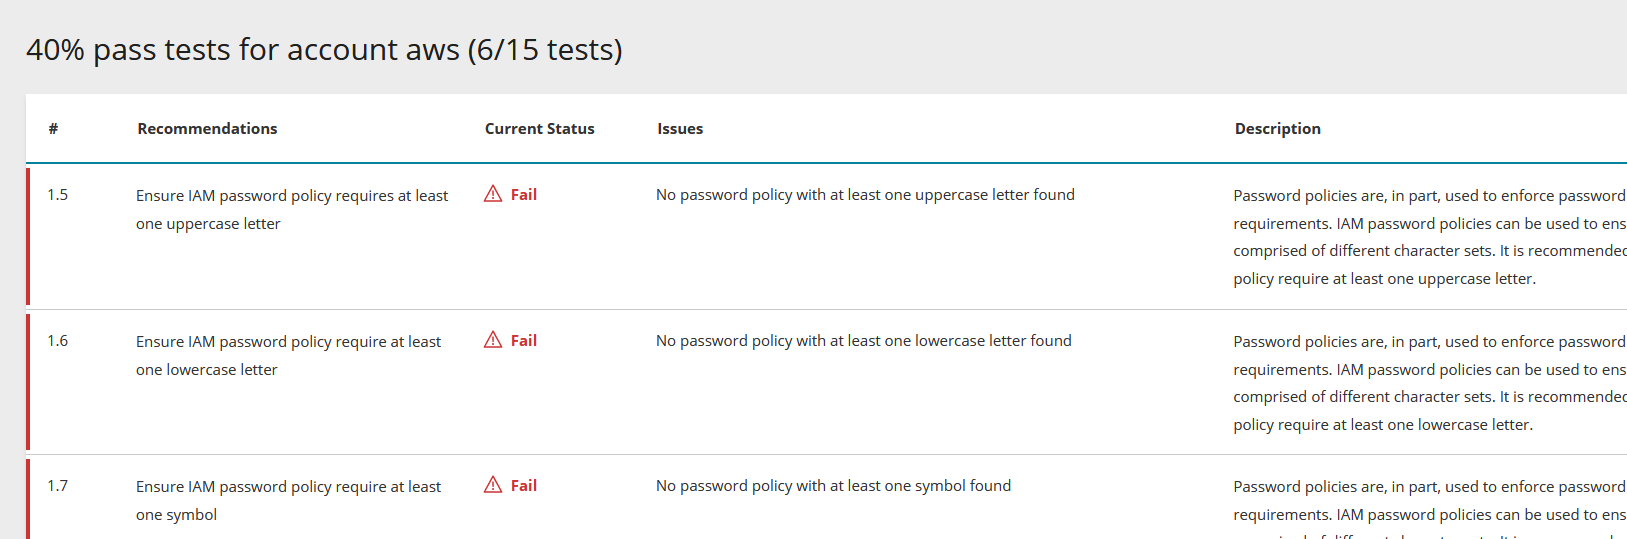 40% pass tests for account aws (6/15 tests)
# Recommendations Current Status Issues Description
1.5 Ensure IAM password policy requires at least Fail No password policy with at least one uppercase letter found Password policies are, in part, used to enforce password
one uppercase letter requirements. IAM password policies can be used to ens
comprised of different character sets. It is recommended
policy require at least one uppercase letter.
1.6 Ensure IAM password policy require at least Fail No password policy with at least one lowercase letter found Password policies are, in part, used to enforce password
one lowercase letter requirements. IAM password policies can be used to ens
comprised of different character sets. It is recommended
policy require at least one lowercase letter.
1.7 Ensure IAM password policy require at least Fail No password policy with at least one symbol found Password policies are, in part, used to enforce password
one symbol requirements. IAM password policies can be used to ens